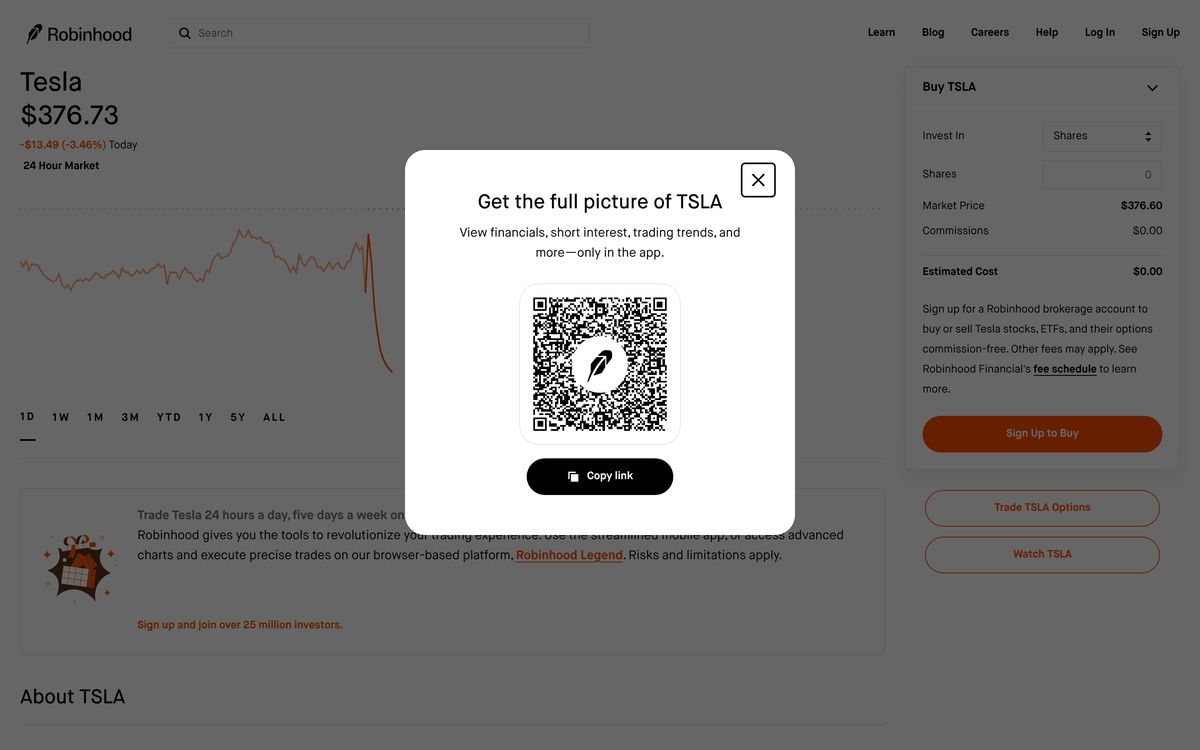 Robinhood
Search
Learn
Blog
Careers
Help
Log In
Sign Up
Tesla
$376.73
-$13.49 (-3.46%) Today
24 Hour Market
1D
1W
1M
3M
YTD
1Y
5Y
ALL
Trade Tesla 24 hours a day, five days a week on
Robinhood gives you the tools to revolutionize your trading experience. Use the streamlined mobile app, or access advanced
charts and execute precise trades on our browser-based platform, Robinhood Legend. Risks and limitations apply.
Sign up and join over 25 million investors.
About TSLA
Get the full picture of TSLA
View financials, short interest, trading trends, and
more—only in the app.
Copy link
Buy TSLA
Invest In
Shares
Shares
0
Market Price
$376.60
Commissions
$0.00
Estimated Cost
$0.00
Sign up for a Robinhood brokerage account to
buy or sell Tesla stocks, ETFs, and their options
commission-free. Other fees may apply. See
Robinhood Financial's fee schedule to learn
more.
Sign Up to Buy
Trade TSLA Options
Watch TSLA